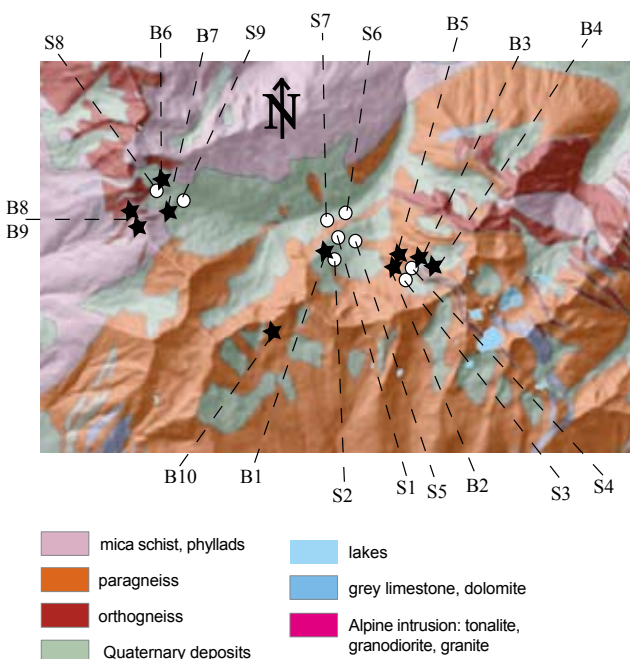 S7
S6
B6
B7
S9
B5
B3
B4
S8
N
B8
B9
B10
B1
S2
S1
S5
B2
S3
S4
mica schist, phyllads
paragneiss
orthogneiss
Quaternary deposits
lakes
grey limestone, dolomite
Alpine intrusion: tonalite,
granodiorite, granite